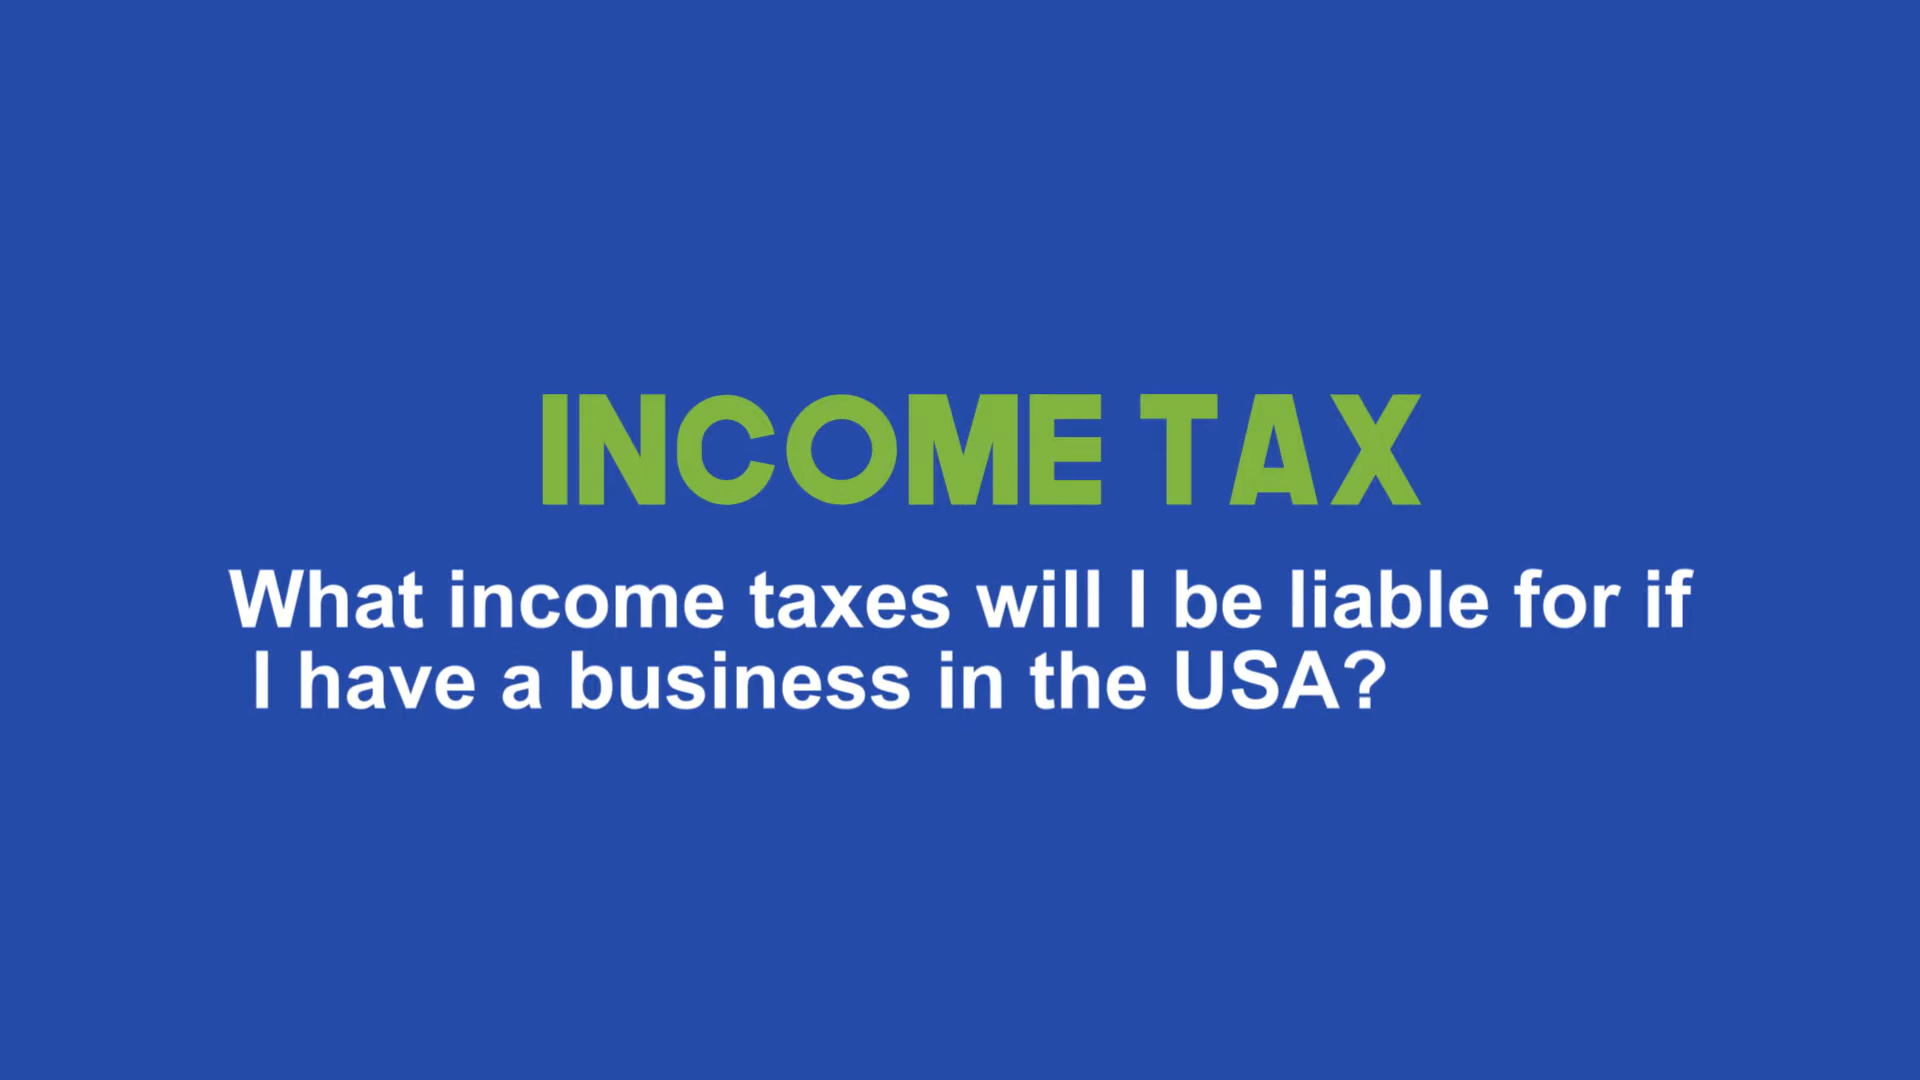 INCOME TAX
What income taxes will I be liable for if
I have a business in the USA?